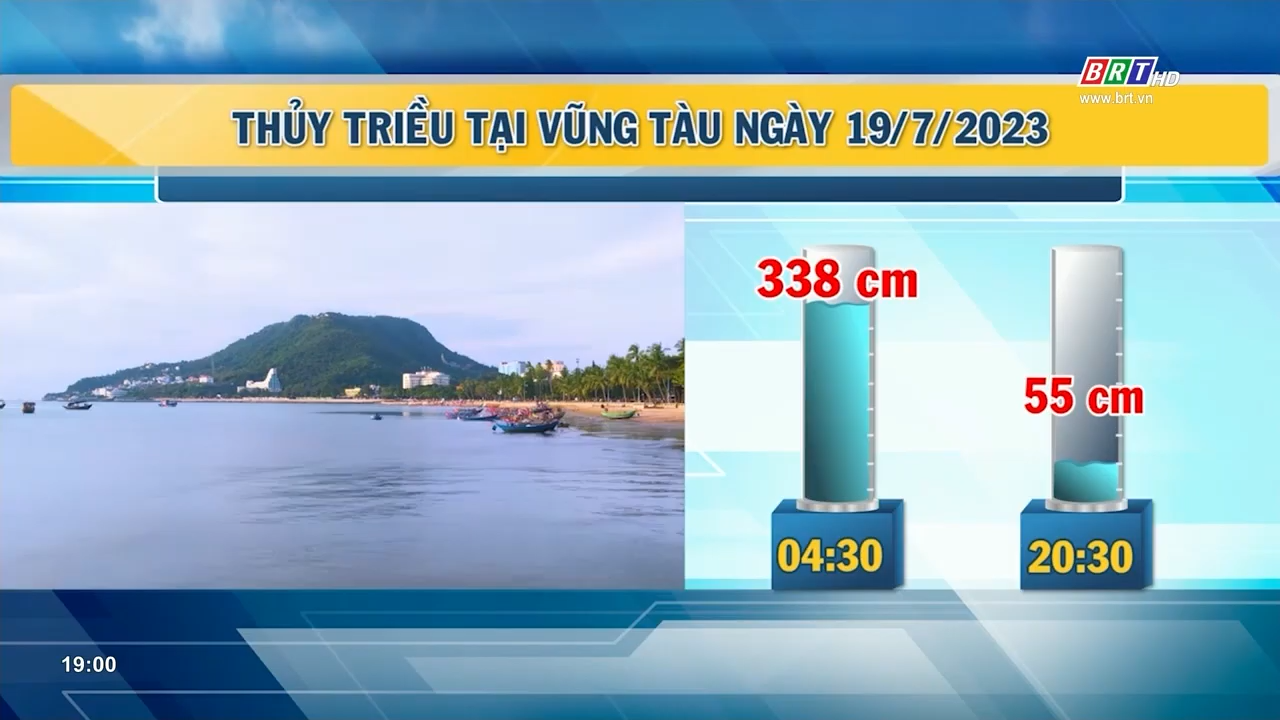 BRT HD
www.brt.vn
THỦY TRIỀU TẠI VŨNG TÀU NGÀY 19/7/2023
338 cm
55 cm
04:30
20:30
19:00